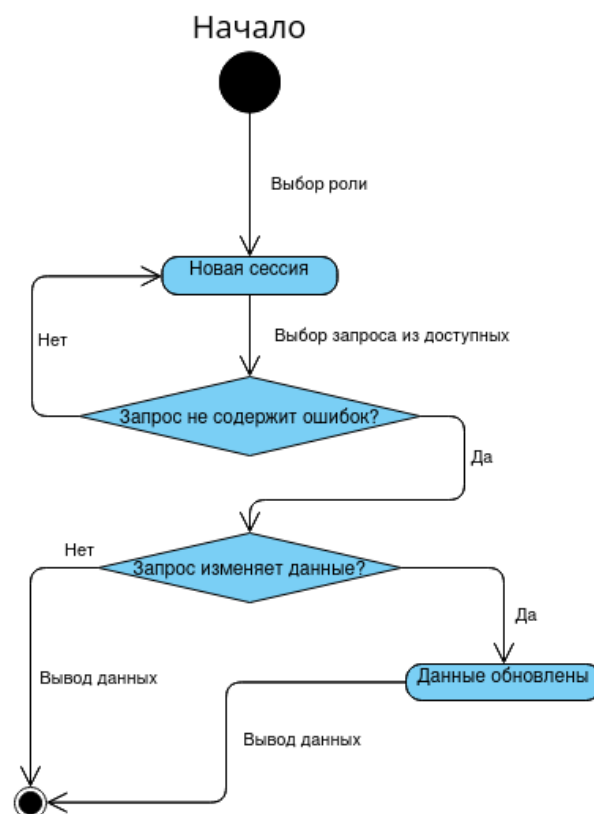 Начало
Выбор роли
Новая сессия
Нет
Выбор запроса из доступных
Запрос не содержит ошибок?
Да
Нет
Запрос изменяет данные?
Да
Вывод данных
Данные обновлены
Вывод данных